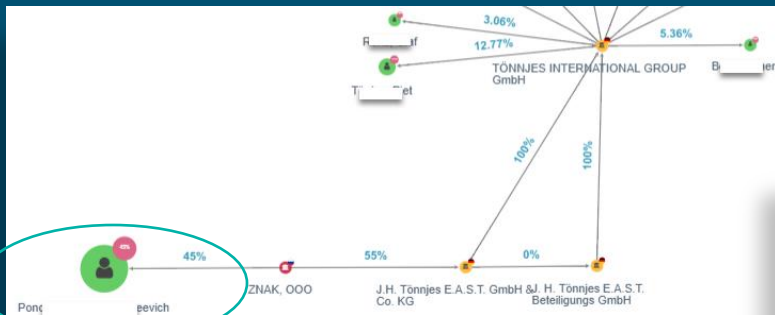 3.06%
12.77%
5.36%
TÖNNJES INTERNATIONAL GROUP
GmbH
100%
100%
45%
45%
55%
0%
ZNAK, OOO
J.H. Tönnjes E.A.S.T. GmbH &
Co. KG
J. H. Tönnjes E.A.S.T.
Beteiligungs GmbH